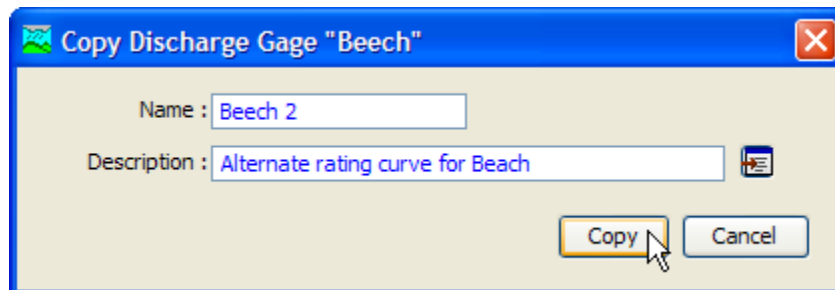 Copy Discharge Gage "Beech"
Name : Beech 2
Description : Alternate rating curve for Beach
Copy Cancel